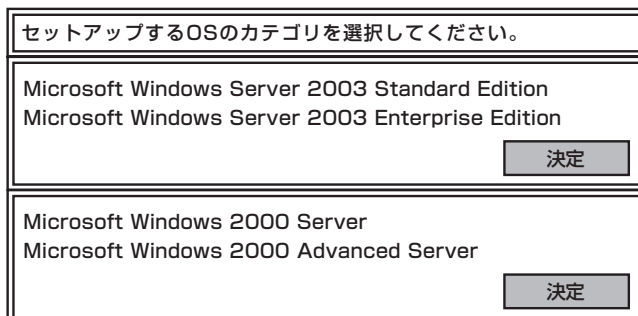 セットアップするOSのカテゴリを選択してください。
Microsoft Windows Server 2003 Standard Edition
Microsoft Windows Server 2003 Enterprise Edition
決定
Microsoft Windows 2000 Server
Microsoft Windows 2000 Advanced Server
決定